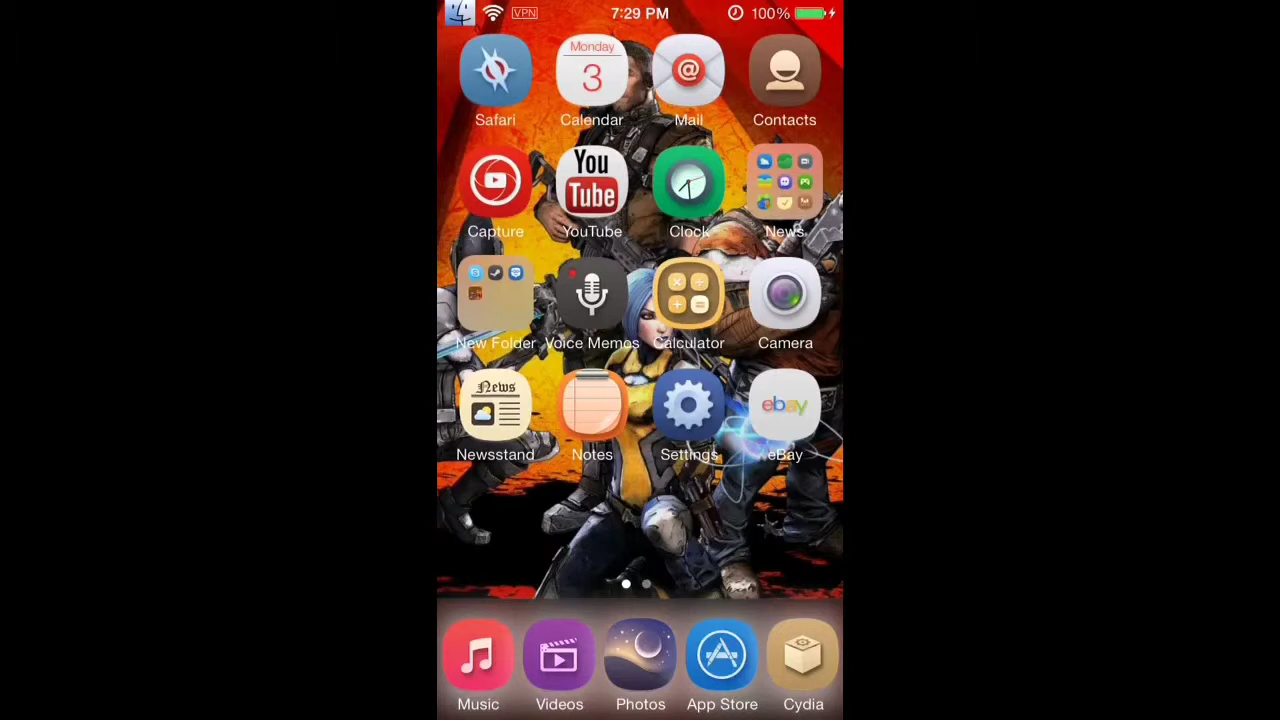 VPN 7:29 PM 100%
Monday
3
@
Safari Calendar Mail Contacts
You
Tube
Capture YouTube Clock News
New Folder Voice Memos Calculator Camera
News
ebay
Newsstand Notes Settings eBay
Music Videos Photos App Store Cydia